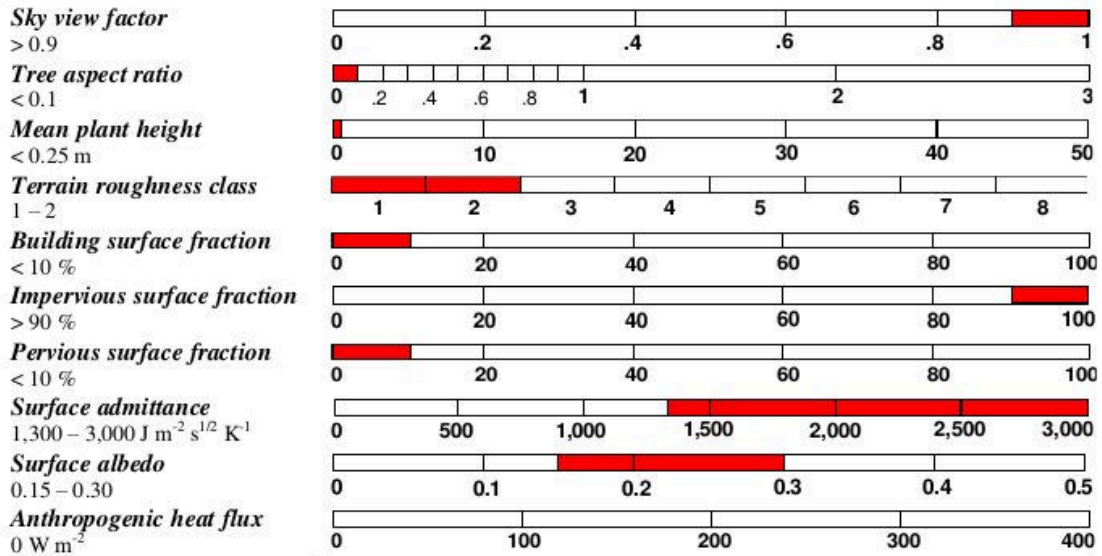 Sky view factor
> 0.9
0 .2 .4 .6 .8 1
Tree aspect ratio
< 0.1
0 .2 .4 .6 .8 1 2 3
Mean plant height
< 0.25 m
0 10 20 30 40 50
Terrain roughness class
1 – 2
1 2 3 4 5 6 7 8
Building surface fraction
< 10 %
0 20 40 60 80 100
Impervious surface fraction
> 90 %
0 20 40 60 80 100
Pervious surface fraction
< 10 %
0 20 40 60 80 100
Surface admittance
1,300 – 3,000 J m⁻² s¹ᐟ² K⁻¹
0 500 1,000 1,500 2,000 2,500 3,000
Surface albedo
0.15 – 0.30
0 0.1 0.2 0.3 0.4 0.5
Anthropogenic heat flux
0 W m⁻²
0 100 200 300 400